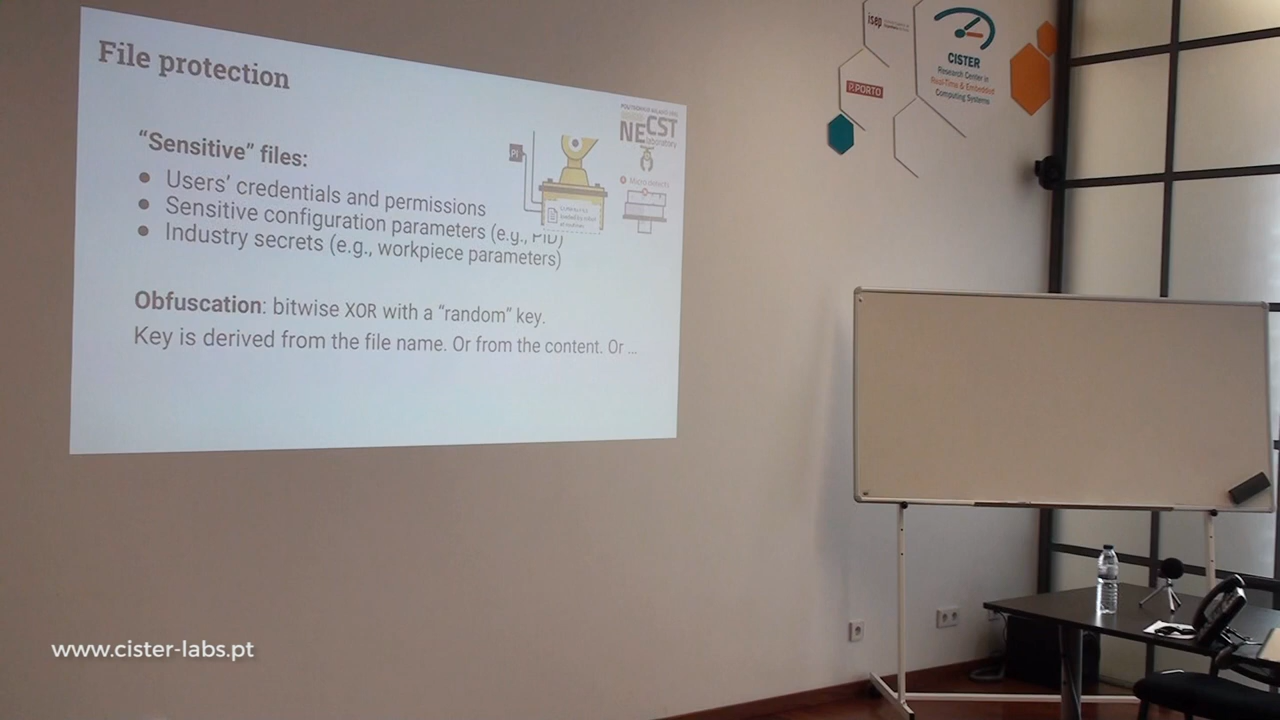 File protection
"Sensitive" files:
● Users' credentials and permissions
● Sensitive configuration parameters (e.g., PID)
● Industry secrets (e.g., workpiece parameters)
Obfuscation: bitwise XOR with a "random" key.
Key is derived from the file name. Or from the content. Or ...
NECST
laboratory
isep
P.PORTO
CISTER
Research Center in
Real-Time & Embedded
Computing Systems
www.cister-labs.pt